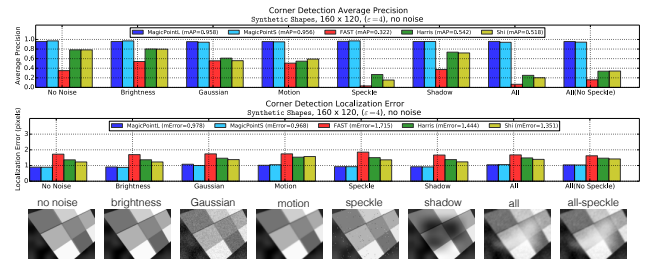 Corner Detection Average Precision
Synthetic Shapes, 160 x 120, (ε=4), no noise
Average Precision
1.0
0.8
0.6
0.4
0.2
0.0
MagicPointL (mAP=0.958) MagicPointS (mAP=0.956) FAST (mAP=0.322) Harris (mAP=0.542) Shi (mAP=0.518)
No Noise Brightness Gaussian Motion Speckle Shadow All All(No Speckle)
Corner Detection Localization Error
Synthetic Shapes, 160 x 120, (ε=4), no noise
Localization Error (pixels)
3
2
1
0
MagicPointL (mError=0,978) MagicPointS (mError=0,968) FAST (mError=1,715) Harris (mError=1,444) Shi (mError=1,351)
No Noise Brightness Gaussian Motion Speckle Shadow All All(No Speckle)
no noise brightness Gaussian motion speckle shadow all all-speckle